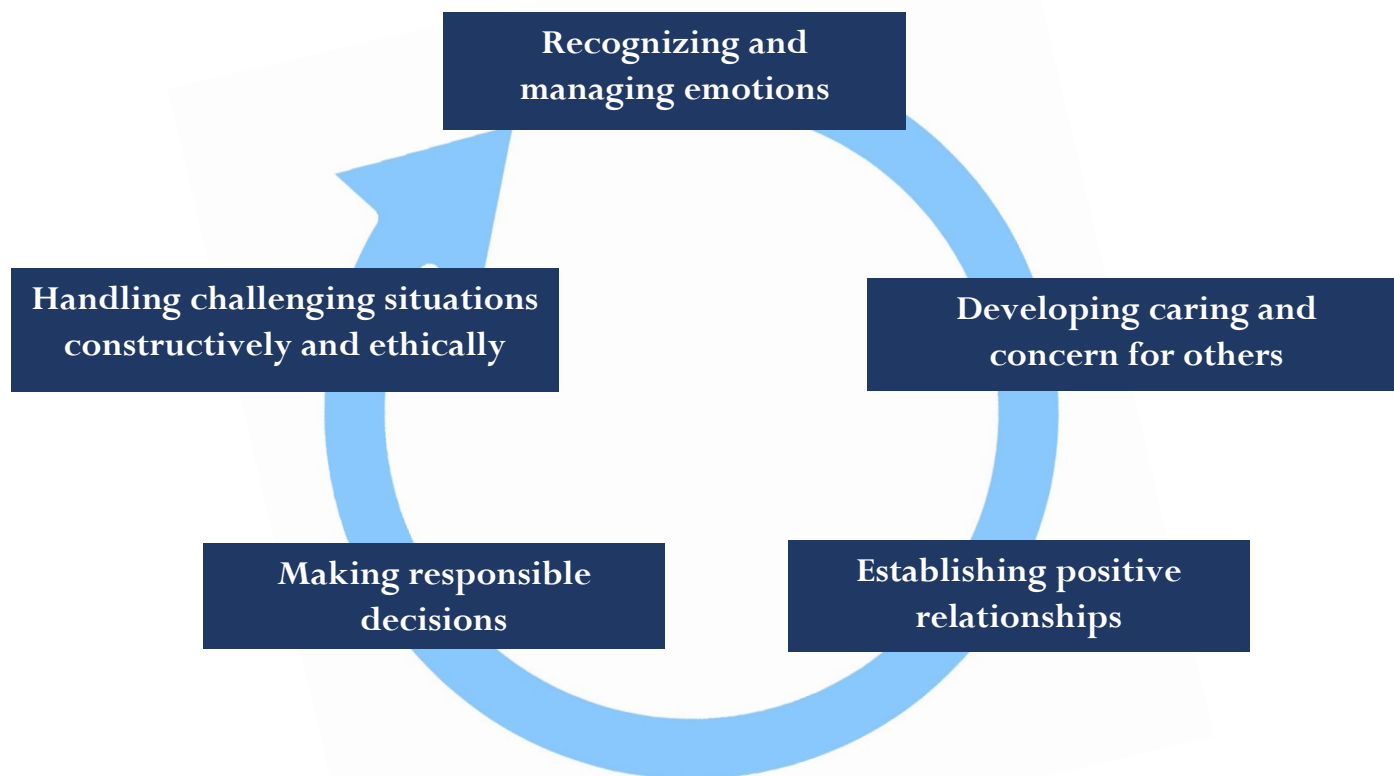 Recognizing and
managing emotions
Developing caring and
concern for others
Establishing positive
relationships
Making responsible
decisions
Handling challenging situations
constructively and ethically